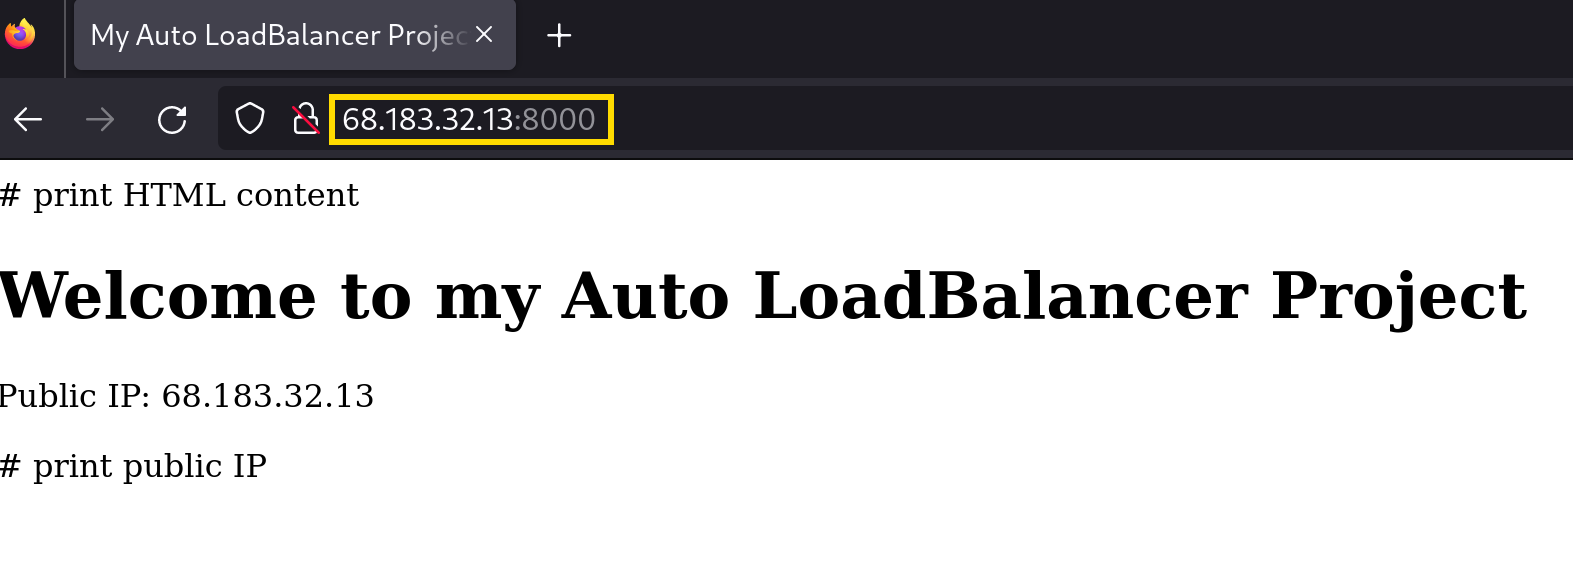 My Auto LoadBalancer Projec
68.183.32.13:8000
# print HTML content
Welcome to my Auto LoadBalancer Project
Public IP: 68.183.32.13
# print public IP